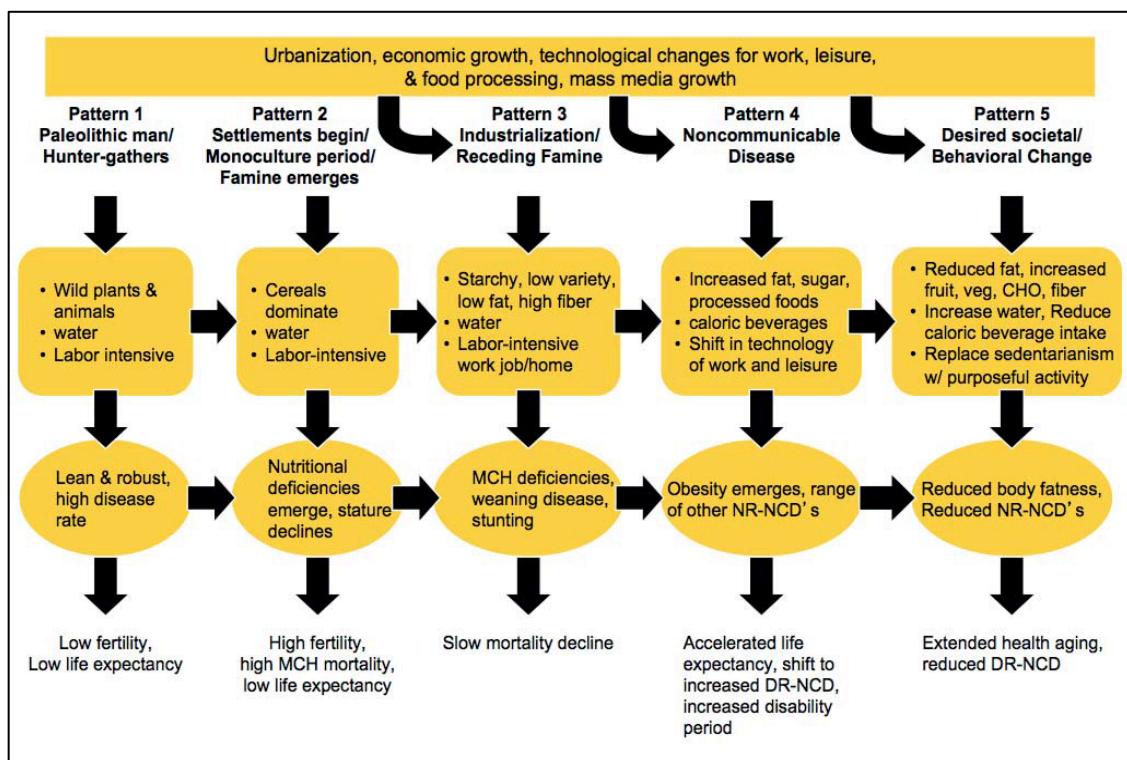 Urbanization, economic growth, technological changes for work, leisure,
& food processing, mass media growth
Pattern 1
Paleolithic man/
Hunter-gathers
Pattern 2
Settlements begin/
Monoculture period/
Famine emerges
Pattern 3
Industrialization/
Receding Famine
Pattern 4
Noncommunicable
Disease
Pattern 5
Desired societal/
Behavioral Change
• Wild plants &
animals
• water
• Labor intensive
• Cereals
dominate
• water
• Labor-intensive
• Starchy, low variety,
low fat, high fiber
• water
• Labor-intensive
work job/home
• Increased fat, sugar,
processed foods
• caloric beverages
• Shift in technology
of work and leisure
• Reduced fat, increased
fruit, veg, CHO, fiber
• Increase water, Reduce
caloric beverage intake
• Replace sedentarianism
w/ purposeful activity
Lean & robust,
high disease
rate
Nutritional
deficiencies
emerge, stature
declines
MCH deficiencies,
weaning disease,
stunting
Obesity emerges, range
of other NR-NCD's
Reduced body fatness,
Reduced NR-NCD's
Low fertility,
Low life expectancy
High fertility,
high MCH mortality,
low life expectancy
Slow mortality decline
Accelerated life
expectancy, shift to
increased DR-NCD,
increased disability
period
Extended health aging,
reduced DR-NCD